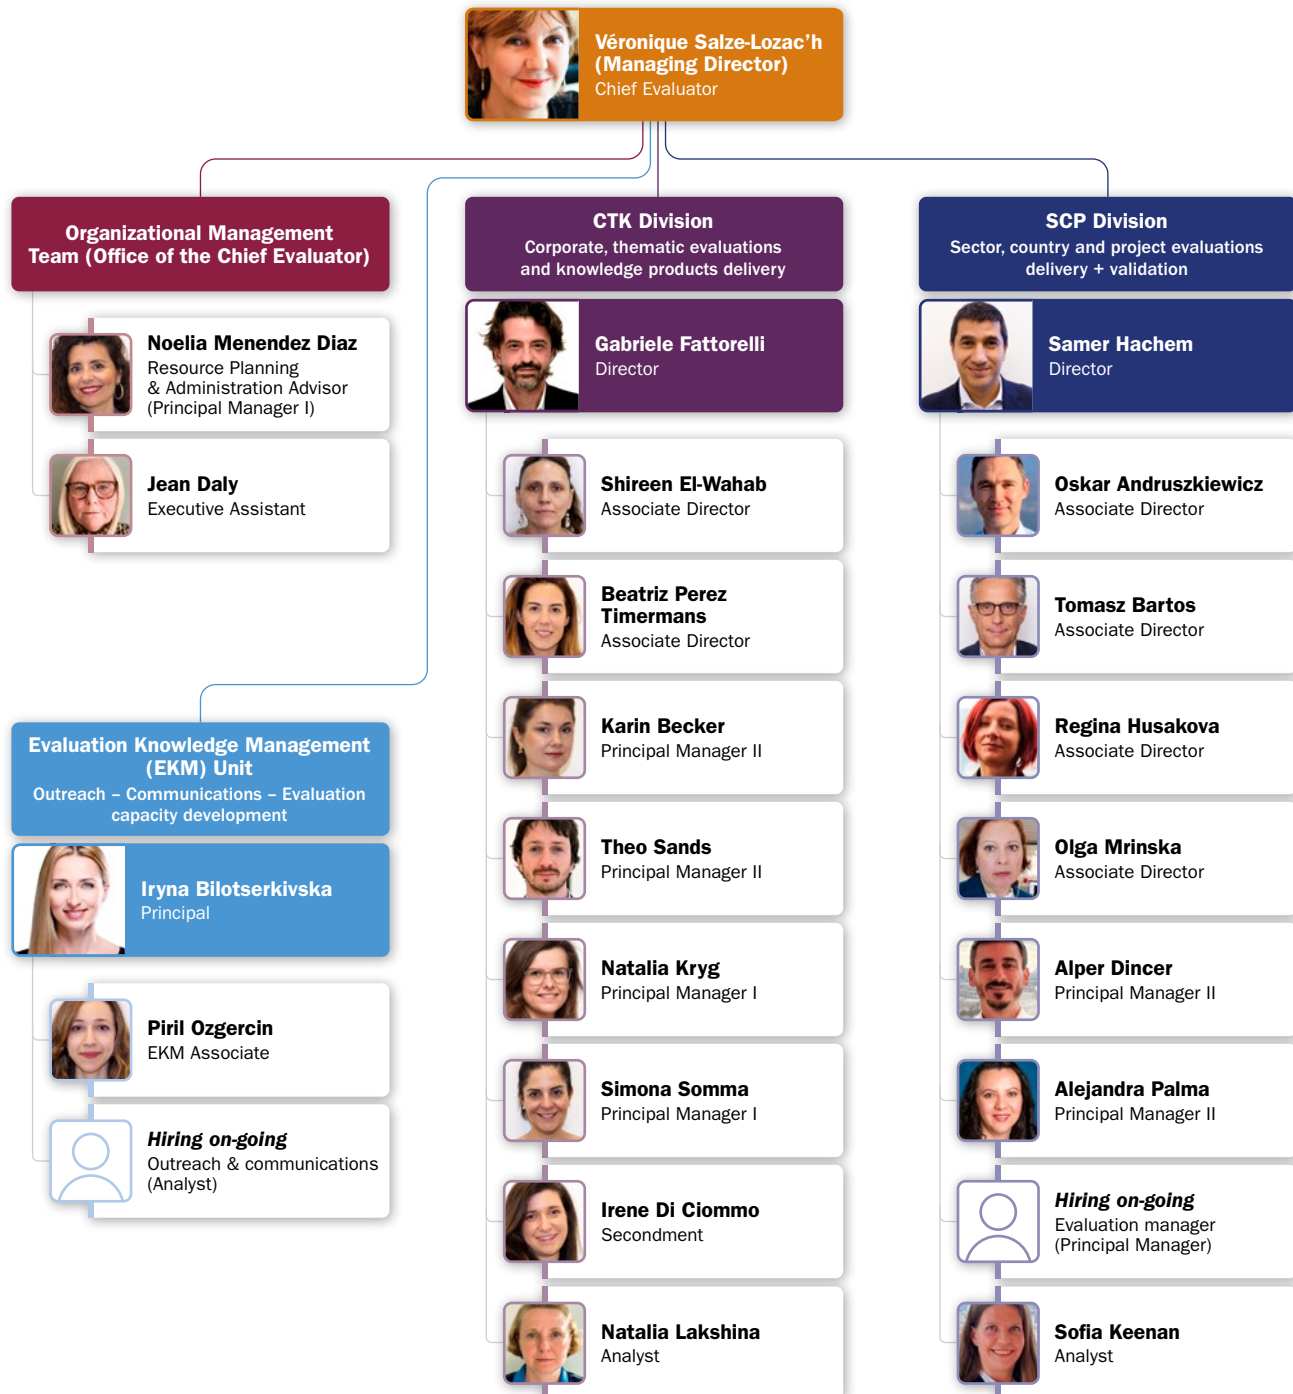 Véronique Salze-Lozac’h
(Managing Director)
Chief Evaluator
Organizational Management
Team (Office of the Chief Evaluator)
Noelia Menendez Diaz
Resource Planning
& Administration Advisor
(Principal Manager I)
Jean Daly
Executive Assistant
Evaluation Knowledge Management
(EKM) Unit
Outreach – Communications – Evaluation
capacity development
Iryna Bilotserkivska
Principal
Piril Ozgercin
EKM Associate
Hiring on-going
Outreach & communications
(Analyst)
CTK Division
Corporate, thematic evaluations
and knowledge products delivery
Gabriele Fattorelli
Director
Shireen El-Wahab
Associate Director
Beatriz Perez
Timermans
Associate Director
Karin Becker
Principal Manager II
Theo Sands
Principal Manager II
Natalia Kryg
Principal Manager I
Simona Somma
Principal Manager I
Irene Di Ciommo
Secondment
Natalia Lakshina
Analyst
SCP Division
Sector, country and project evaluations
delivery + validation
Samer Hachem
Director
Oskar Andruszkiewicz
Associate Director
Tomasz Bartos
Associate Director
Regina Husakova
Associate Director
Olga Mrinska
Associate Director
Alper Dincer
Principal Manager II
Alejandra Palma
Principal Manager II
Hiring on-going
Evaluation manager
(Principal Manager)
Sofia Keenan
Analyst